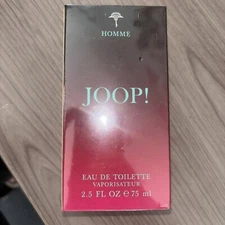 HOMME
JOOP!
EAU DE TOILETTE
VAPORISATEUR
2.5 FL OZ ℮ 75 ml